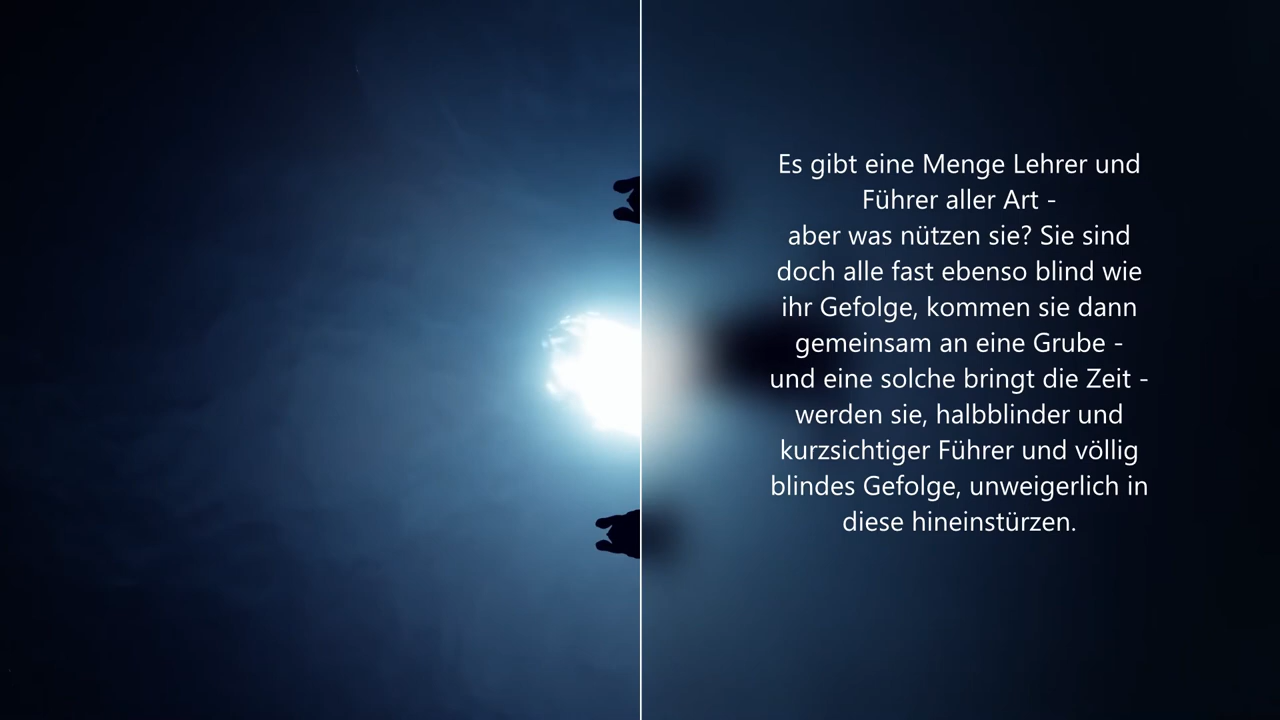 Es gibt eine Menge Lehrer und
Führer aller Art -
aber was nützen sie? Sie sind
doch alle fast ebenso blind wie
ihr Gefolge, kommen sie dann
gemeinsam an eine Grube -
und eine solche bringt die Zeit -
werden sie, halbblinder und
kurzsichtiger Führer und völlig
blindes Gefolge, unweigerlich in
diese hineinstürzen.